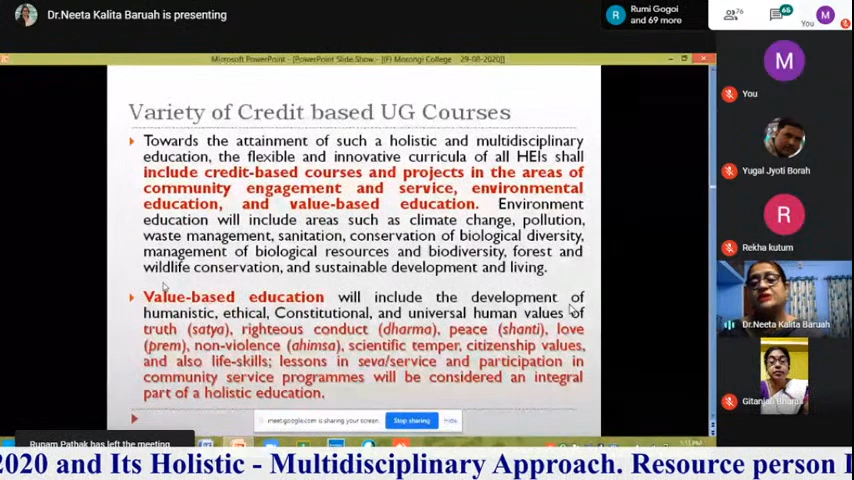 Dr.Neeta Kalita Baruah is presenting
Rumi Gogoi
and 69 more
76
65
You
M
Microsoft PowerPoint - [PowerPoint Slide Show - [(F) Morongi College 29-08-2020]]
Variety of Credit based UG Courses
Towards the attainment of such a holistic and multidisciplinary
education, the flexible and innovative curricula of all HEIs shall
include credit-based courses and projects in the areas of
community engagement and service, environmental
education, and value-based education. Environment
education will include areas such as climate change, pollution,
waste management, sanitation, conservation of biological diversity,
management of biological resources and biodiversity, forest and
wildlife conservation, and sustainable development and living.
Value-based education will include the development of
humanistic, ethical, Constitutional, and universal human values of
truth (satya), righteous conduct (dharma), peace (shanti), love
(prem), non-violence (ahimsa), scientific temper, citizenship values,
and also life-skills; lessons in seva/service and participation in
community service programmes will be considered an integral
part of a holistic education.
meet.google.com is sharing your screen.
Stop sharing
Hide
Rupam Pathak has left the meeting
M
You
Yugal Jyoti Borah
R
Rekha kutum
Dr.Neeta Kalita Baruah
2020 and Its Holistic - Multidisciplinary Approach. Resource person